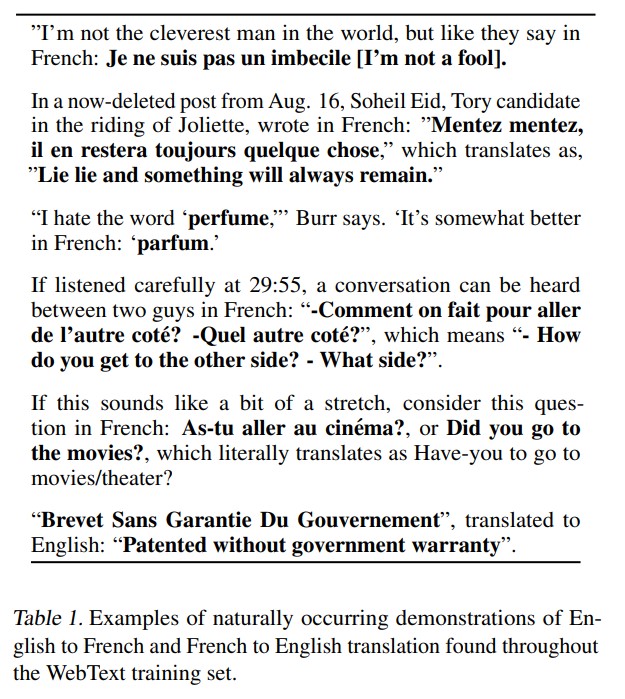 ”I’m not the cleverest man in the world, but like they say in
French: Je ne suis pas un imbecile [I’m not a fool].
In a now-deleted post from Aug. 16, Soheil Eid, Tory candidate
in the riding of Joliette, wrote in French: ”Mentez mentez,
il en restera toujours quelque chose,” which translates as,
”Lie lie and something will always remain.”
“I hate the word ‘perfume,”’ Burr says. ‘It’s somewhat better
in French: ‘parfum.’
If listened carefully at 29:55, a conversation can be heard
between two guys in French: “-Comment on fait pour aller
de l’autre coté? -Quel autre coté?”, which means “- How
do you get to the other side? - What side?”.
If this sounds like a bit of a stretch, consider this ques-
tion in French: As-tu aller au cinéma?, or Did you go to
the movies?, which literally translates as Have-you to go to
movies/theater?
“Brevet Sans Garantie Du Gouvernement”, translated to
English: “Patented without government warranty”.
Table 1. Examples of naturally occurring demonstrations of En-
glish to French and French to English translation found throughout
the WebText training set.